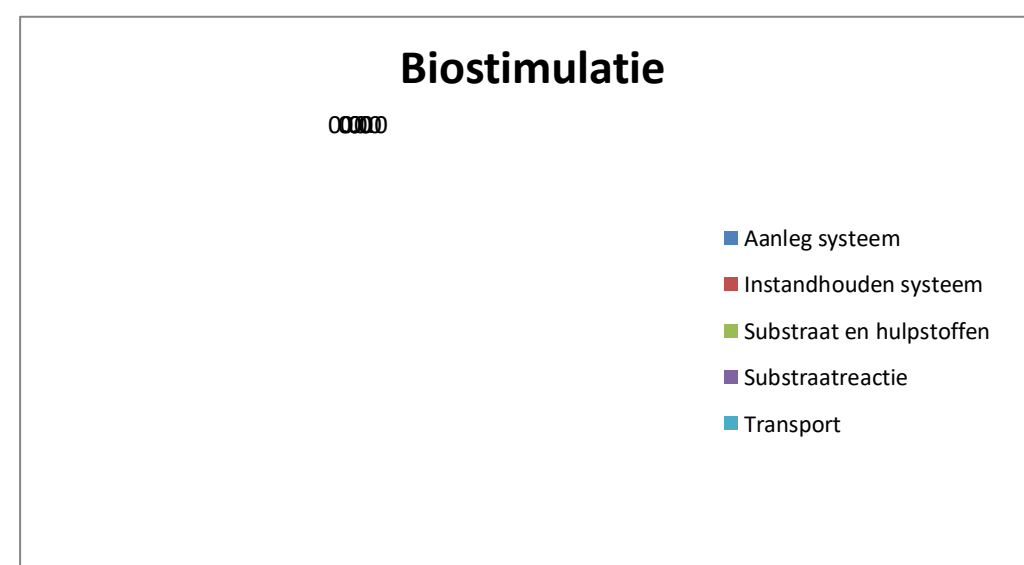 Biostimulatie
Aanleg systeem
Instandhouden systeem
Substraat en hulpstoffen
Substraatreactie
Transport